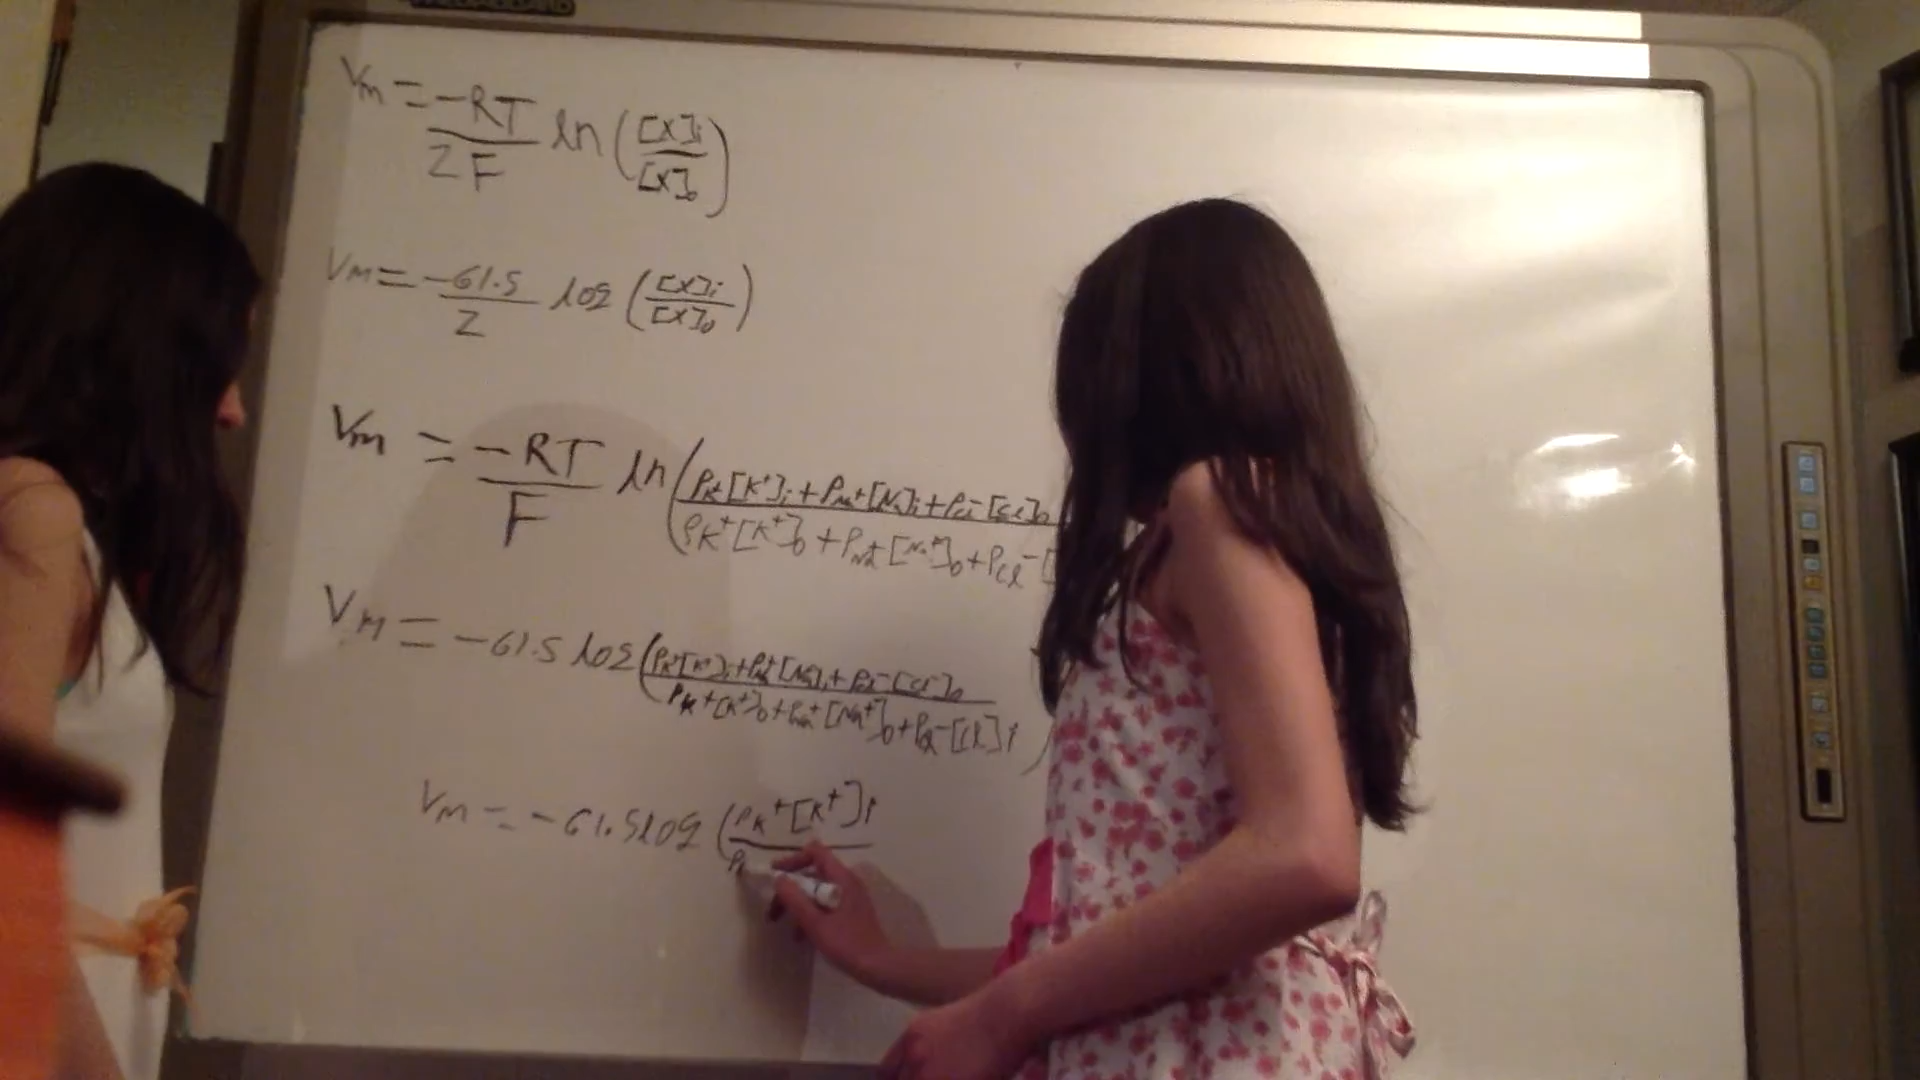 Vm = -RT/ZF ln([X]i/[X]o)
Vm = -61.5/Z log([X]i/[X]o)
Vm = -RT/F ln(PK+[K+]i + PNa+[Na]i + PCl-[Cl]o / PK+[K+]o + PNa+[Na+]o + PCl-[
Vm = -61.5 log(PK+[K+]i + PNa+[Na]i + PCl-[Cl-]o / PK+[K+]o + PNa+[Na+]o + PCl-[Cl]i)
Vm = -61.5 log(PK+[K+]i / P